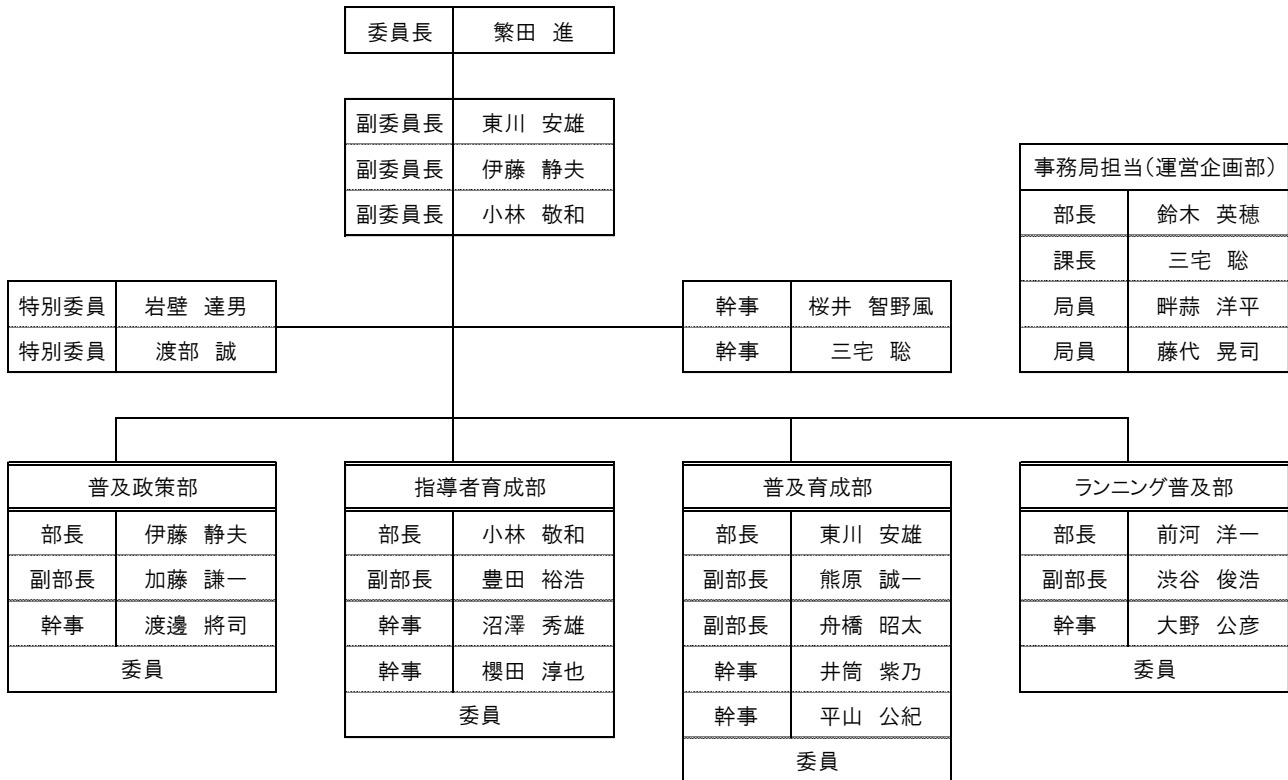 委員長 繁田 進
副委員長 東川 安雄
副委員長 伊藤 静夫
副委員長 小林 敬和
事務局担当(運営企画部)
部長 鈴木 英穂
課長 三宅 聡
局員 畔蒜 洋平
局員 藤代 晃司
特別委員 岩壁 達男
特別委員 渡部 誠
幹事 桜井 智野風
幹事 三宅 聡
普及政策部
部長 伊藤 静夫
副部長 加藤 謙一
幹事 渡邊 將司
委員
指導者育成部
部長 小林 敬和
副部長 豊田 裕浩
幹事 沼澤 秀雄
幹事 櫻田 淳也
委員
普及育成部
部長 東川 安雄
副部長 熊原 誠一
副部長 舟橋 昭太
幹事 井筒 紫乃
幹事 平山 公紀
委員
ランニング普及部
部長 前河 洋一
副部長 渋谷 俊浩
幹事 大野 公彦
委員